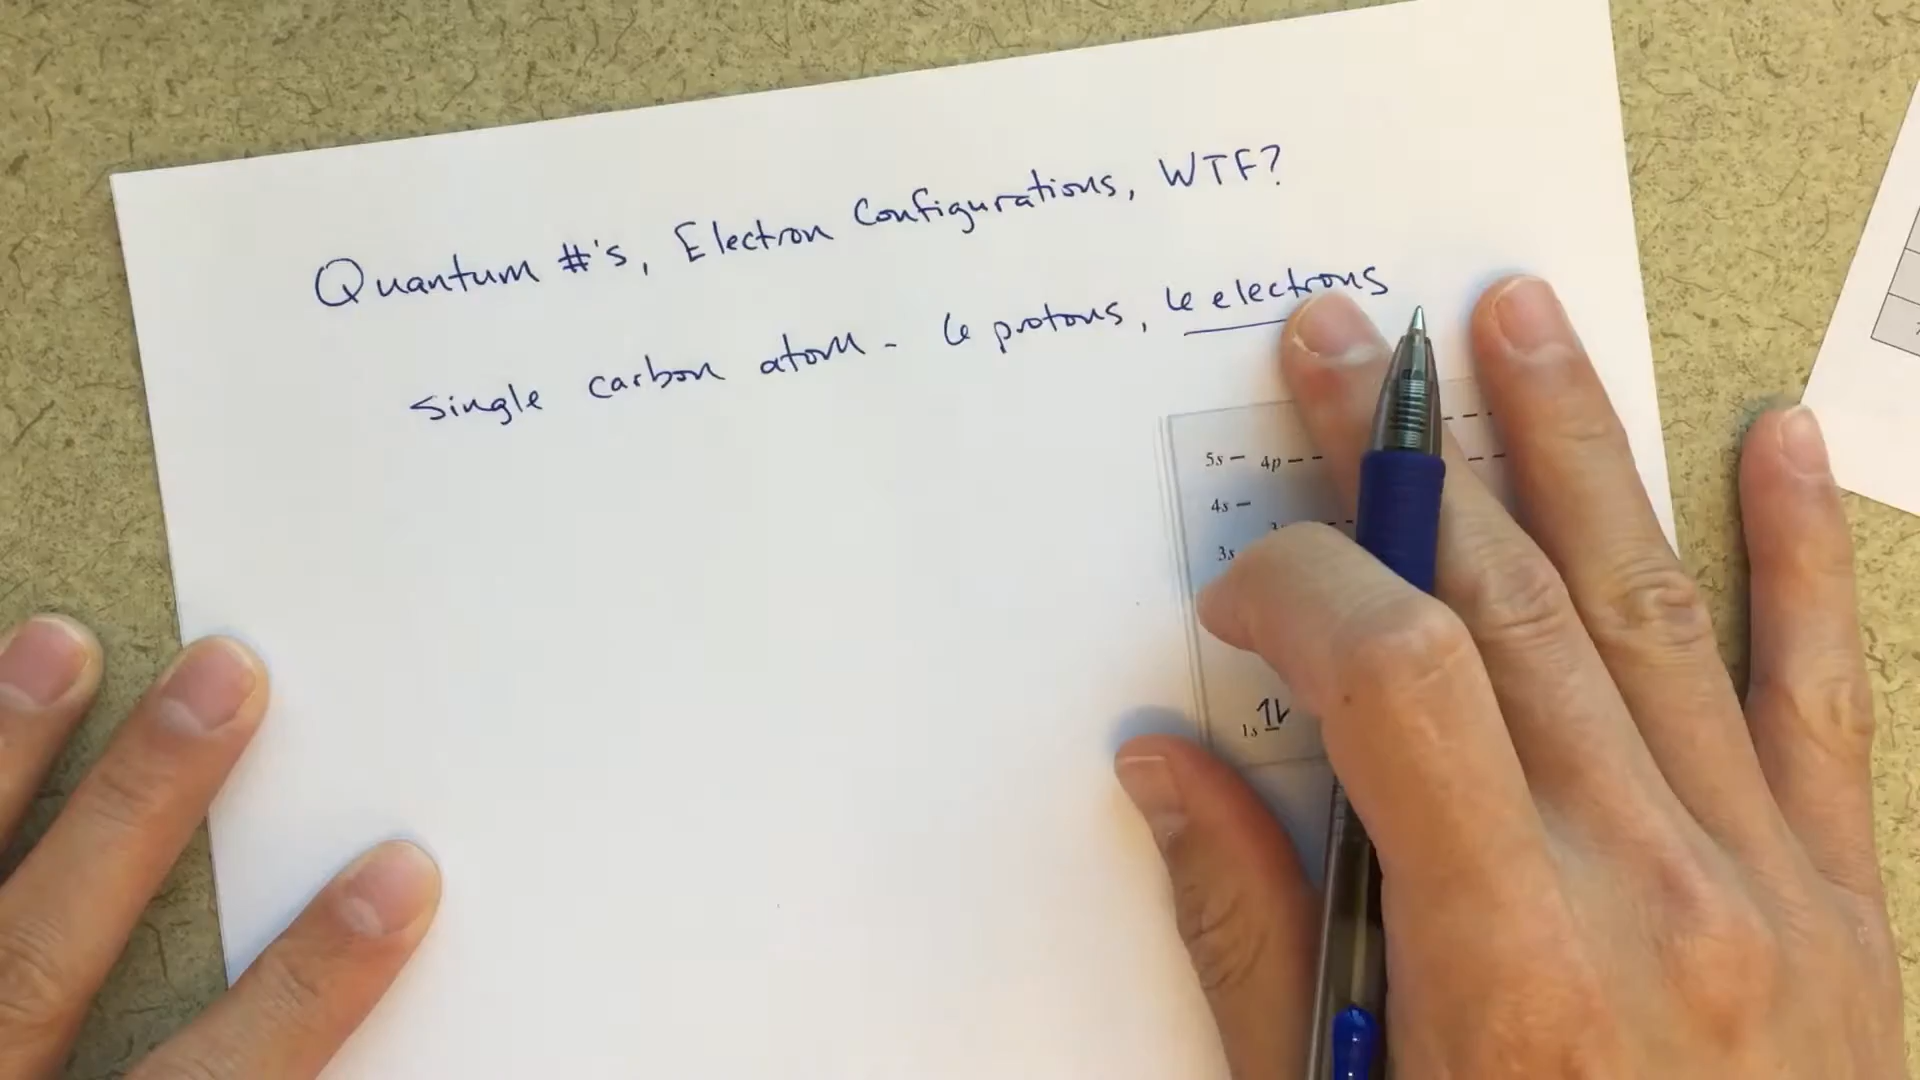 Quantum #'s, Electron Configurations, WTF?
single carbon atom - 6 protons, 6 electrons
5s 4p
4s
3s
1s